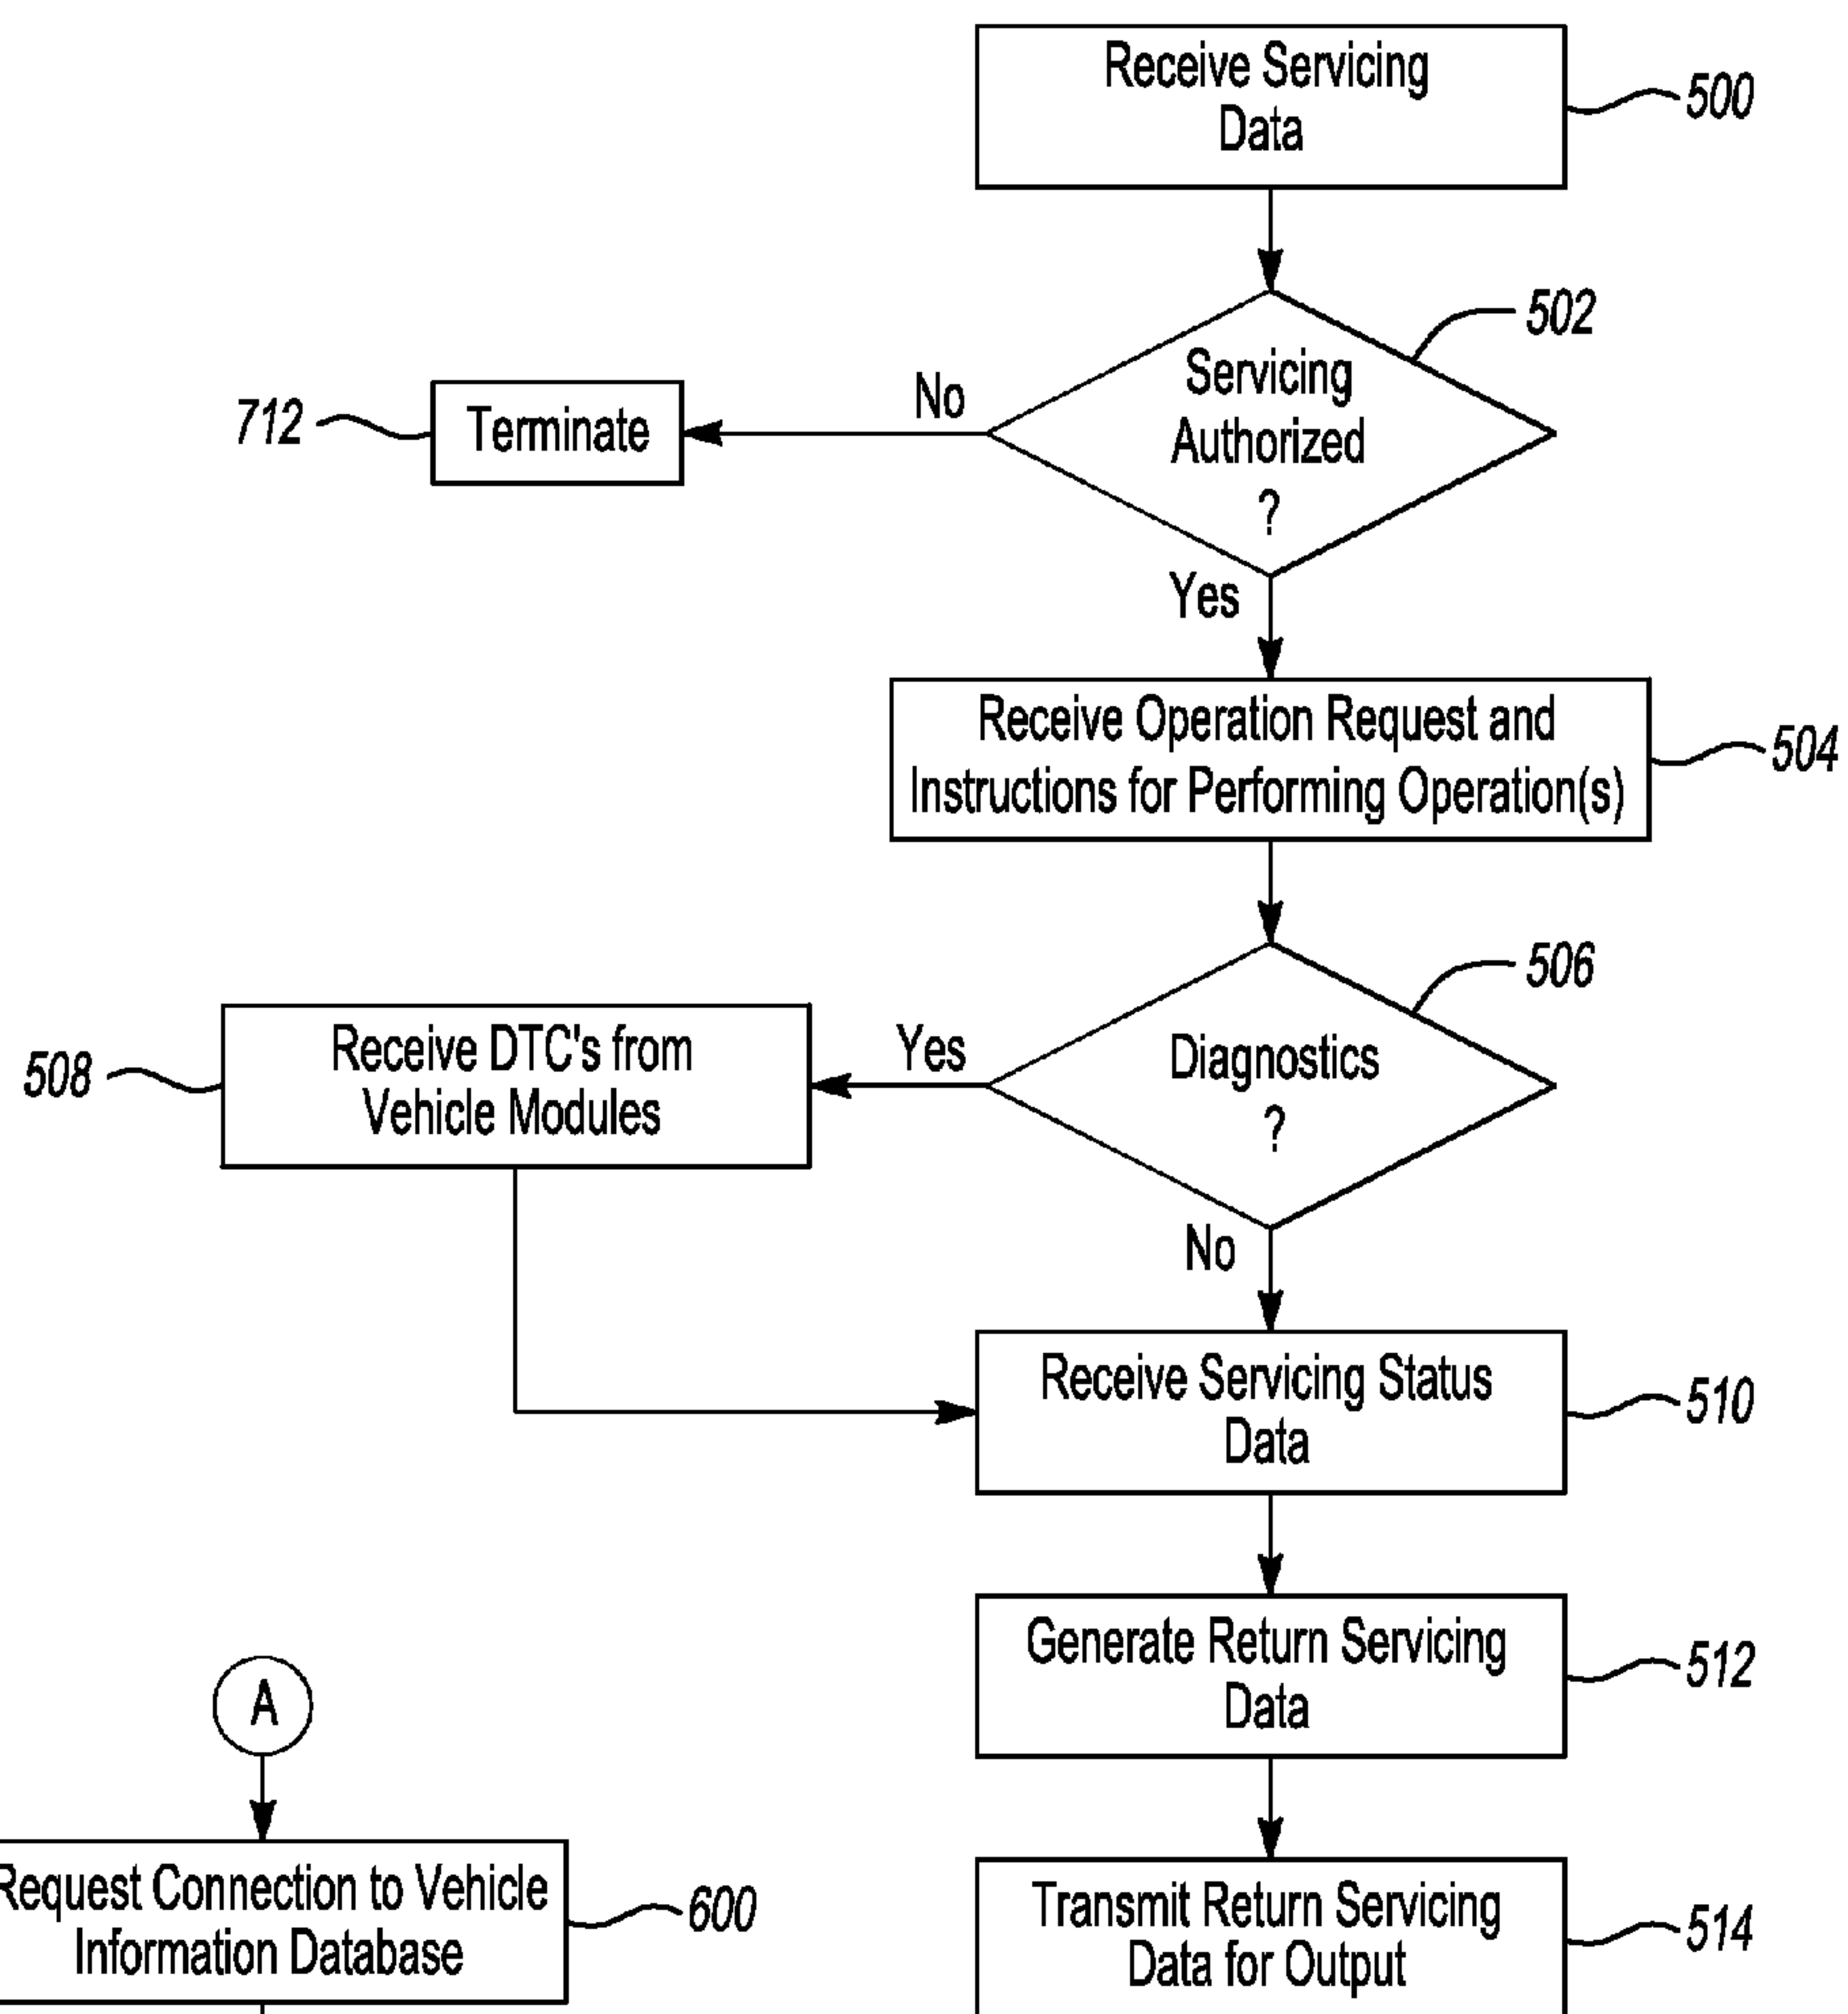 Receive Servicing
Data
500
502
Servicing
Authorized
?
No
Terminate
712
Yes
Receive Operation Request and
Instructions for Performing Operation(s)
504
506
Diagnostics
?
Yes
Receive DTC's from
Vehicle Modules
508
No
Receive Servicing Status
Data
510
Generate Return Servicing
Data
512
A
Request Connection to Vehicle
Information Database
600
Transmit Return Servicing
Data for Output
514